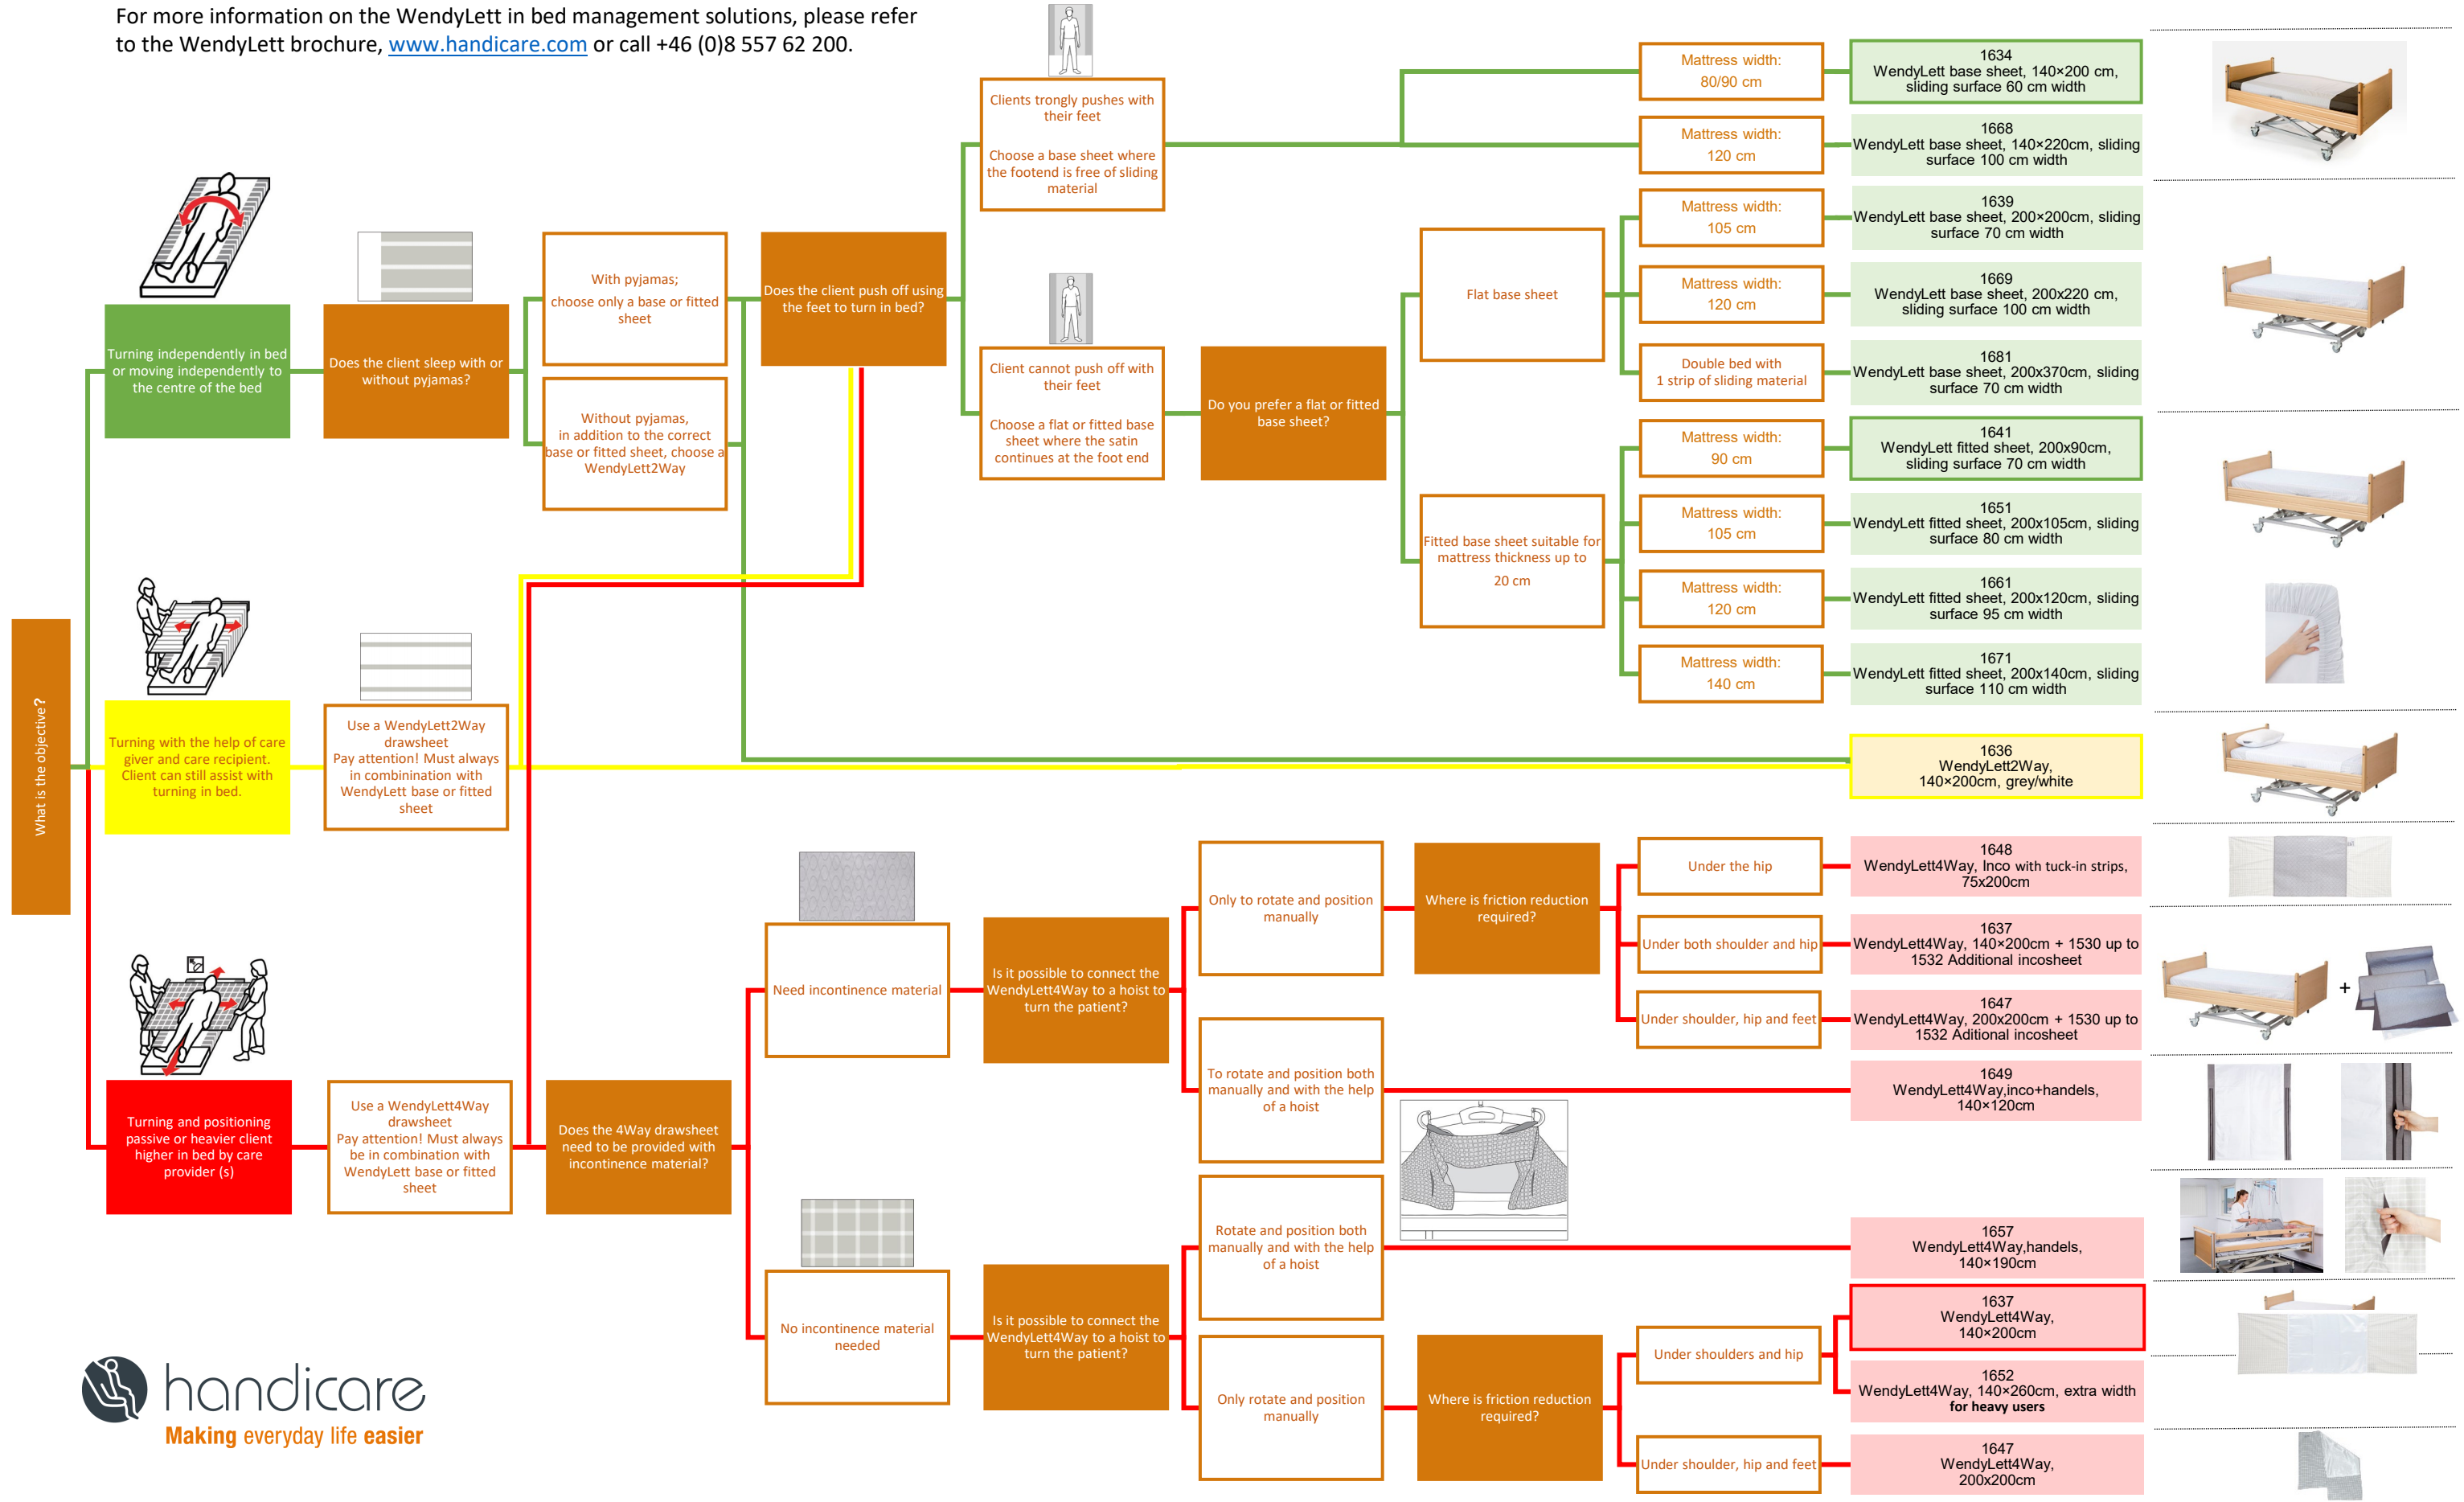 For more information on the WendyLett in bed management solutions, please refer
to the WendyLett brochure, www.handicare.com or call +46 (0)8 557 62 200.
What is the objective?
Turning independently in bed
or moving independently to
the centre of the bed
Does the client sleep with or
without pyjamas?
With pyjamas;
choose only a base or fitted
sheet
Without pyjamas,
in addition to the correct
base or fitted sheet, choose a
WendyLett2Way
Does the client push off using
the feet to turn in bed?
Clients trongly pushes with
their feet
Choose a base sheet where
the footend is free of sliding
material
Client cannot push off with
their feet
Choose a flat or fitted base
sheet where the satin
continues at the foot end
Do you prefer a flat or fitted
base sheet?
Flat base sheet
Fitted base sheet suitable for
mattress thickness up to
20 cm
Mattress width:
80/90 cm
1634
WendyLett base sheet, 140×200 cm,
sliding surface 60 cm width
Mattress width:
120 cm
1668
WendyLett base sheet, 140×220cm, sliding
surface 100 cm width
Mattress width:
105 cm
1639
WendyLett base sheet, 200×200cm, sliding
surface 70 cm width
Mattress width:
120 cm
1669
WendyLett base sheet, 200x220 cm,
sliding surface 100 cm width
Double bed with
1 strip of sliding material
1681
WendyLett base sheet, 200x370cm, sliding
surface 70 cm width
Mattress width:
90 cm
1641
WendyLett fitted sheet, 200x90cm,
sliding surface 70 cm width
Mattress width:
105 cm
1651
WendyLett fitted sheet, 200x105cm, sliding
surface 80 cm width
Mattress width:
120 cm
1661
WendyLett fitted sheet, 200x120cm, sliding
surface 95 cm width
Mattress width:
140 cm
1671
WendyLett fitted sheet, 200x140cm, sliding
surface 110 cm width
Turning with the help of care
giver and care recipient.
Client can still assist with
turning in bed.
Use a WendyLett2Way
drawsheet
Pay attention! Must always
in combinination with
WendyLett base or fitted
sheet
1636
WendyLett2Way,
140×200cm, grey/white
Turning and positioning
passive or heavier client
higher in bed by care
provider (s)
Use a WendyLett4Way
drawsheet
Pay attention! Must always
be in combination with
WendyLett base or fitted
sheet
Does the 4Way drawsheet
need to be provided with
incontinence material?
Need incontinence material
Is it possible to connect the
WendyLett4Way to a hoist to
turn the patient?
Only to rotate and position
manually
Where is friction reduction
required?
Under the hip
1648
WendyLett4Way, Inco with tuck-in strips,
75x200cm
Under both shoulder and hip
1637
WendyLett4Way, 140×200cm + 1530 up to
1532 Additional incosheet
+
Under shoulder, hip and feet
1647
WendyLett4Way, 200x200cm + 1530 up to
1532 Aditional incosheet
To rotate and position both
manually and with the help
of a hoist
1649
WendyLett4Way,inco+handels,
140×120cm
No incontinence material
needed
Is it possible to connect the
WendyLett4Way to a hoist to
turn the patient?
Rotate and position both
manually and with the help
of a hoist
1657
WendyLett4Way,handels,
140×190cm
Only rotate and position
manually
Where is friction reduction
required?
Under shoulders and hip
1637
WendyLett4Way,
140×200cm
1652
WendyLett4Way, 140×260cm, extra width
for heavy users
Under shoulder, hip and feet
1647
WendyLett4Way,
200x200cm
handicare
Making everyday life easier